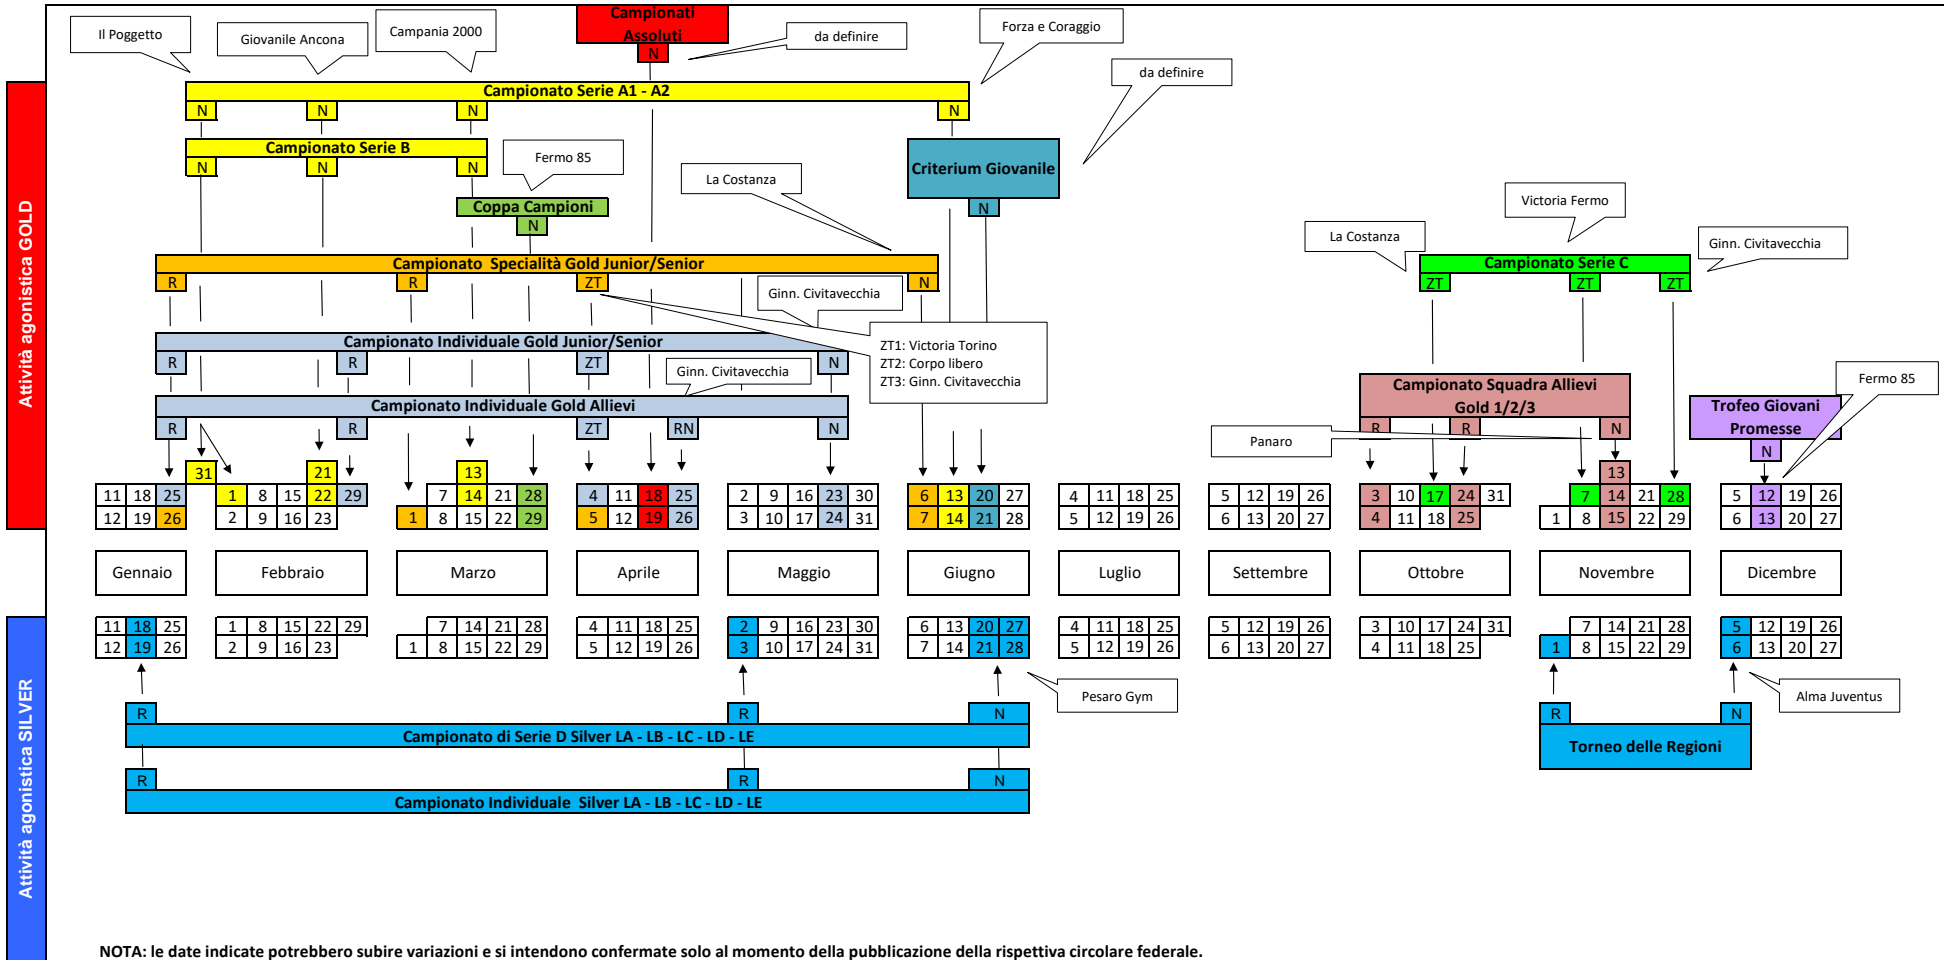 Campionati
Assoluti
N
Il Poggetto
Giovanile Ancona
Campania 2000
da definire
Forza e Coraggio
da definire
Campionato Serie A1 - A2
N N N N
Campionato Serie B
N N N
Fermo 85
La Costanza
Criterium Giovanile
N
Coppa Campioni
N
Victoria Fermo
La Costanza
Ginn. Civitavecchia
Campionato Specialità Gold Junior/Senior
R R ZT N
Campionato Serie C
ZT ZT ZT
Ginn. Civitavecchia
Campionato Individuale Gold Junior/Senior
R R ZT N
ZT1: Victoria Torino
ZT2: Corpo libero
ZT3: Ginn. Civitavecchia
Ginn. Civitavecchia
Campionato Individuale Gold Allievi
R R ZT RN N
Campionato Squadra Allievi
Gold 1/2/3
R R N
Panaro
Trofeo Giovani
Promesse
N
Fermo 85
Attività agonistica GOLD
31 21 13 13
11 18 25 1 8 15 22 29 7 14 21 28 4 11 18 25 2 9 16 23 30 6 13 20 27 4 11 18 25 5 12 19 26 3 10 17 24 31 7 14 21 28 5 12 19 26
12 19 26 2 9 16 23 1 8 15 22 29 5 12 19 26 3 10 17 24 31 7 14 21 28 5 12 19 26 6 13 20 27 4 11 18 25 1 8 15 22 29 6 13 20 27
Gennaio Febbraio Marzo Aprile Maggio Giugno Luglio Settembre Ottobre Novembre Dicembre
11 18 25 1 8 15 22 29 7 14 21 28 4 11 18 25 2 9 16 23 30 6 13 20 27 4 11 18 25 5 12 19 26 3 10 17 24 31 7 14 21 28 5 12 19 26
12 19 26 2 9 16 23 1 8 15 22 29 5 12 19 26 3 10 17 24 31 7 14 21 28 5 12 19 26 6 13 20 27 4 11 18 25 1 8 15 22 29 6 13 20 27
Attività agonistica SILVER
Pesaro Gym
Alma Juventus
R R N
Campionato di Serie D Silver LA - LB - LC - LD - LE
R N
Torneo delle Regioni
R R N
Campionato Individuale Silver LA - LB - LC - LD - LE
NOTA: le date indicate potrebbero subire variazioni e si intendono confermate solo al momento della pubblicazione della rispettiva circolare federale.